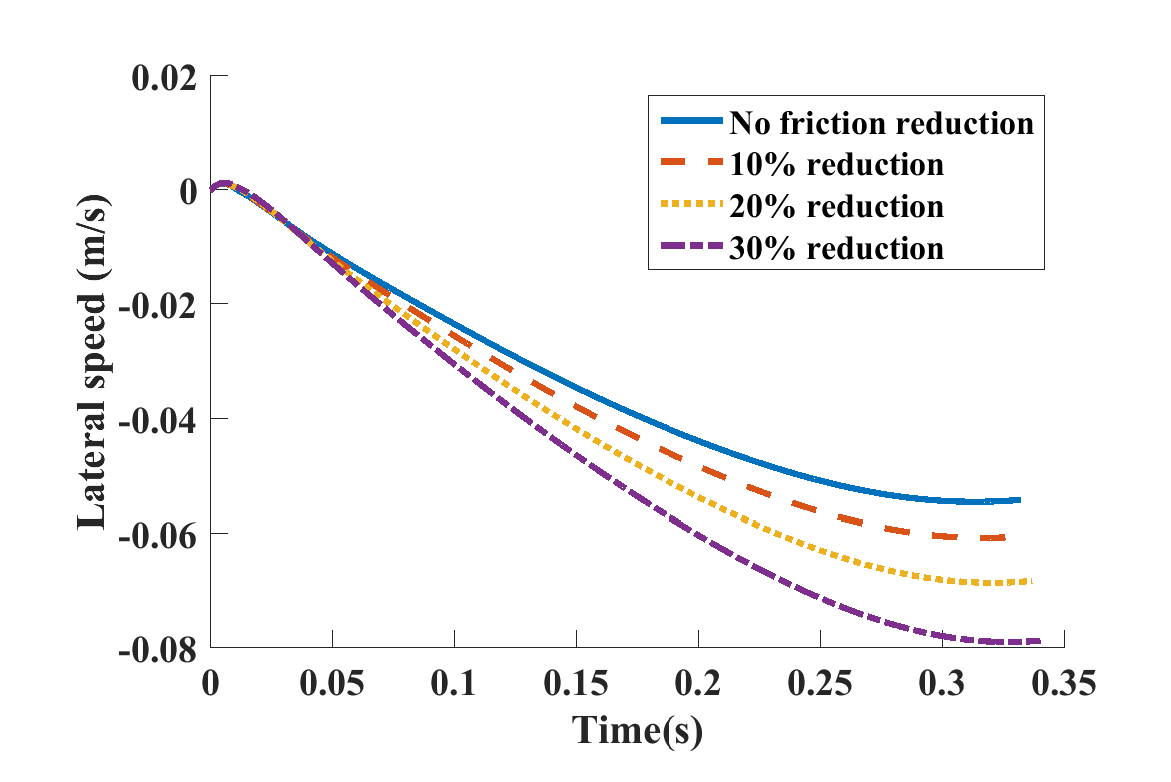 0.02
0
-0.02
-0.04
-0.06
-0.08
Lateral speed (m/s)
No friction reduction
10% reduction
20% reduction
30% reduction
0 0.05 0.1 0.15 0.2 0.25 0.3 0.35
Time(s)